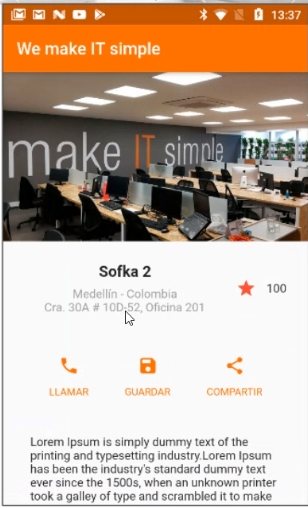 13:37
We make IT simple
make IT simple
Sofka 2
Medellín - Colombia
Cra. 30A # 10D-52, Oficina 201
100
LLAMAR
GUARDAR
COMPARTIR
Lorem Ipsum is simply dummy text of the
printing and typesetting industry.Lorem Ipsum
has been the industry's standard dummy text
ever since the 1500s, when an unknown printer
took a galley of type and scrambled it to make